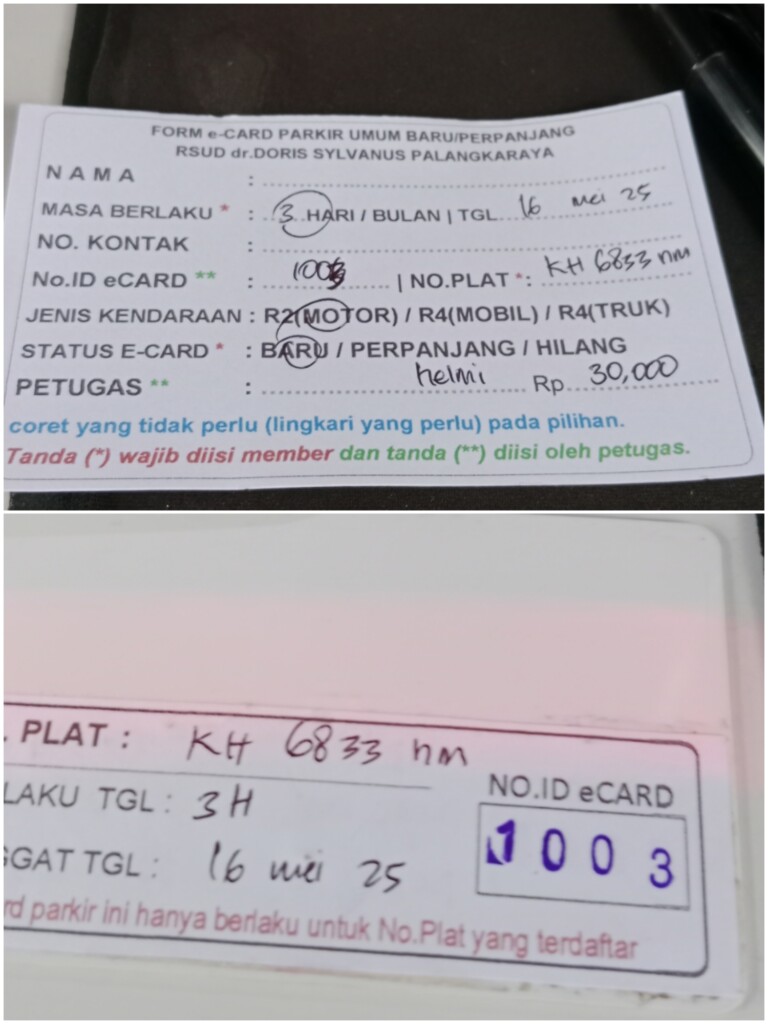 FORM e-CARD PARKIR UMUM BARU/PERPANJANG
RSUD dr.DORIS SYLVANUS PALANGKARAYA
NAMA :
MASA BERLAKU * : 3 HARI / BULAN | TGL 16 mei 25
NO. KONTAK :
No.ID eCARD ** : 1003 | NO.PLAT *: KH 6833 nm
JENIS KENDARAAN : R2(MOTOR) / R4(MOBIL) / R4(TRUK)
STATUS E-CARD * : BARU / PERPANJANG / HILANG
PETUGAS ** : helmi Rp 30,000
coret yang tidak perlu (lingkari yang perlu) pada pilihan.
Tanda (*) wajib diisi member dan tanda (**) diisi oleh petugas.
. PLAT : KH 6833 nm
LAKU TGL : 3H
NO.ID eCARD
1003
GGAT TGL : 16 mei 25
rd parkir ini hanya berlaku untuk No.Plat yang terdaftar